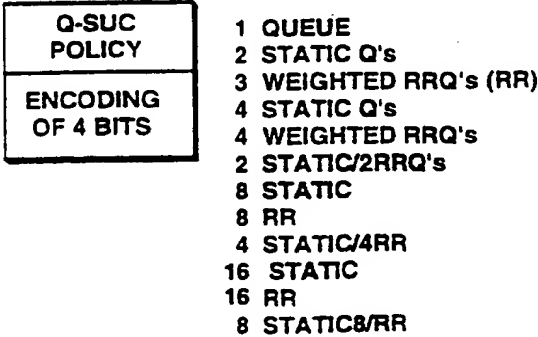 Q-SUC
POLICY
ENCODING
OF 4 BITS
1 QUEUE
2 STATIC Q's
3 WEIGHTED RRQ's (RR)
4 STATIC Q's
4 WEIGHTED RRQ's
2 STATIC/2RRQ's
8 STATIC
8 RR
4 STATIC/4RR
16 STATIC
16 RR
8 STATIC8/RR